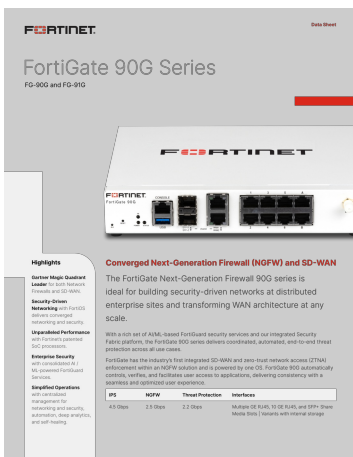 FORTINET
Data Sheet
FortiGate 90G Series
FG-90G and FG-91G
FORTINET
FORTINET
FortiGate 90G
CONSOLE
Highlights
Gartner Magic Quadrant
Leader for both Network
Firewalls and SD-WAN.
Security-Driven
Networking with FortiOS
delivers converged
networking and security.
Unparalleled Performance
with Fortinet's patented
SoC processors.
Enterprise Security
with consolidated AI /
ML-powered FortiGuard
Services.
Simplified Operations
with centralized
management for
networking and security,
automation, deep analytics,
and self-healing.
Converged Next-Generation Firewall (NGFW) and SD-WAN
The FortiGate Next-Generation Firewall 90G series is
ideal for building security-driven networks at distributed
enterprise sites and transforming WAN architecture at any
scale.
With a rich set of AI/ML-based FortiGuard security services and our integrated Security
Fabric platform, the FortiGate 90G series delivers coordinated, automated, end-to-end threat
protection across all use cases.
FortiGate has the industry's first integrated SD-WAN and zero-trust network access (ZTNA)
enforcement within an NGFW solution and is powered by one OS. FortiGate 90G automatically
controls, verifies, and facilitates user access to applications, delivering consistency with a
seamless and optimized user experience.
IPS NGFW Threat Protection Interfaces
4.5 Gbps 2.5 Gbps 2.2 Gbps Multiple GE RJ45, 10 GE RJ45, and SFP+ Share
Media Slots | Variants with internal storage